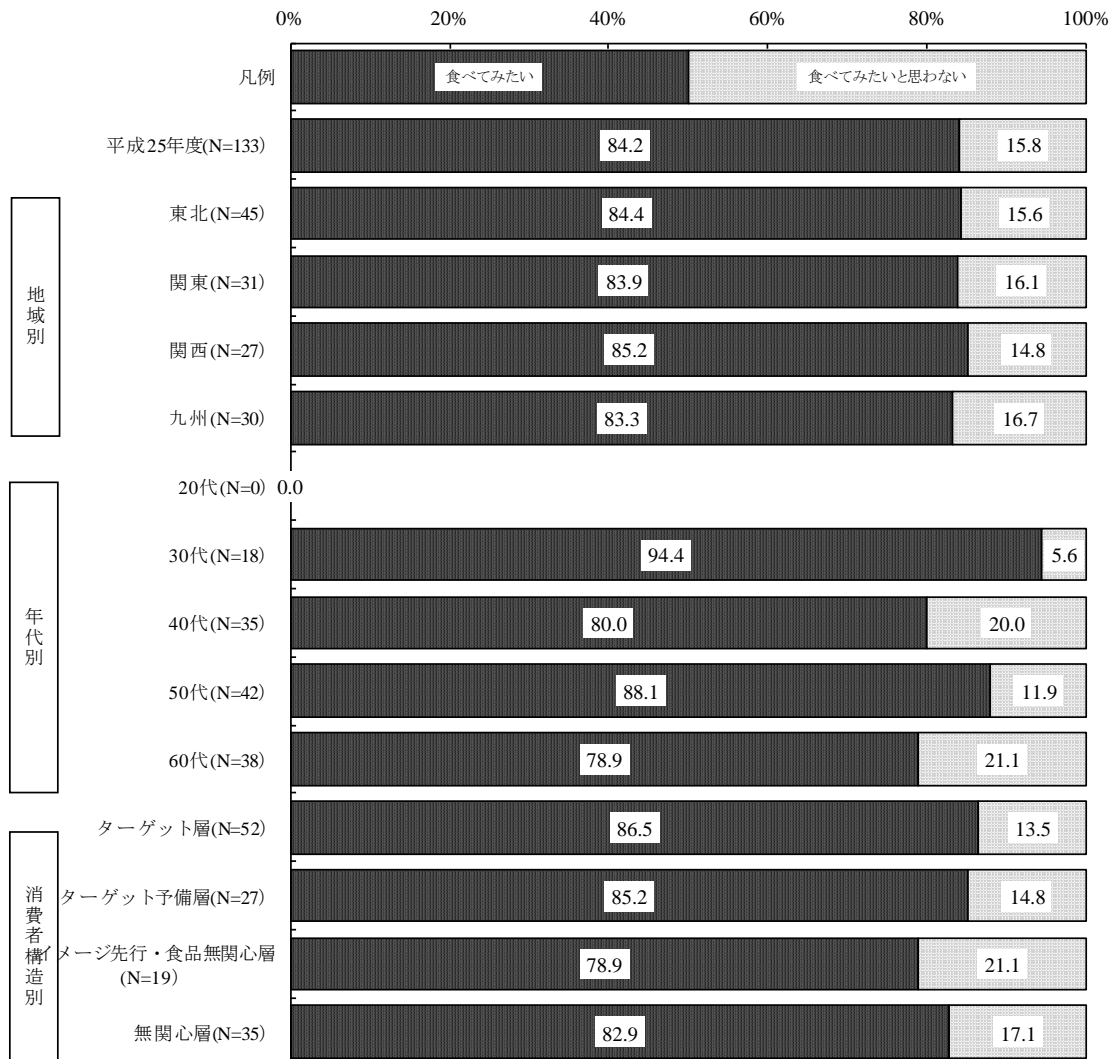 0% 20% 40% 60% 80% 100%
凡例 食べてみたい 食べてみたいと思わない
平成25年度(N=133) 84.2 15.8
地域別
東北(N=45) 84.4 15.6
関東(N=31) 83.9 16.1
関西(N=27) 85.2 14.8
九州(N=30) 83.3 16.7
年代別
20代(N=0) 0.0
30代(N=18) 94.4 5.6
40代(N=35) 80.0 20.0
50代(N=42) 88.1 11.9
60代(N=38) 78.9 21.1
消費者構造別
ターゲット層(N=52) 86.5 13.5
ターゲット予備層(N=27) 85.2 14.8
イメージ先行・食品無関心層
(N=19) 78.9 21.1
無関心層(N=35) 82.9 17.1